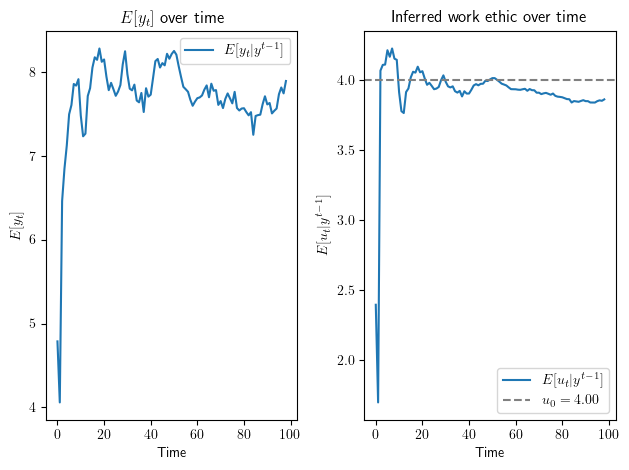 E[y_t] over time
E[y_t|y^{t-1}]
8
7
6
5
4
E[y_t]
0
20
40
60
80
100
Time
Inferred work ethic over time
4.0
3.5
3.0
2.5
2.0
E[u_t|y^{t-1}]
E[u_t|y^{t-1}]
u_0 = 4.00
0
20
40
60
80
100
Time